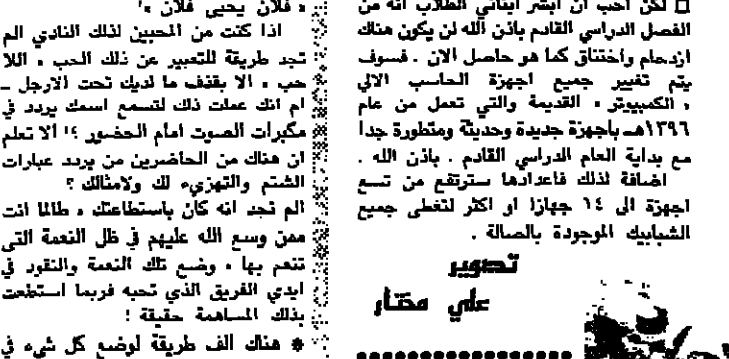 □ لكن احب ان ابشر ابنائي الطلاب انه من
الفصل الدراسي القادم باذن الله لن يكون هناك
ازدحام واختناق كما هو حاصل الان . فسوف
يتم تغيير جميع اجهزة الحاسب الالي
« الكمبيوتر » القديمة والتي تعمل من عام
١٣٩٦هـ باجهزة جديدة وحديثة ومتطورة جدا
مع بداية العام الدراسي القادم . باذن الله .
اضافة لذلك فاعدادها سترتفع من تسع
اجهزة الى ١٤ جهازا او اكثر لتغطي جميع
الشبابيك الموجودة بالصالة .
تصوير
علي مختار
« فلان يحيي فلان »!
اذا كنت من المحبين لذلك النادي الم
تجد طريقة للتعبير عن ذلك الحب « اللا
حب » الا بقذف ما لديك تحت الارجل ـ
ام انك عملت ذلك لتسمع اسمك يردد في
مكبرات الصوت امام الحضور ؟! الا تعلم
ان هناك من الحاضرين من يردد عبارات
الشتم والتهزيء لك ولامثالك ؟
الم تجد انه كان باستطاعتك « طالما انت
ممن وسع الله عليهم في ظل النعمة التي
تنعم بها » وضع تلك النعمة والنقود في
ايدي الفريق الذي تحبه فربما استطعت
بذلك المساهمة حقيقة !
* هناك الف طريقة لوضع كل شيء في